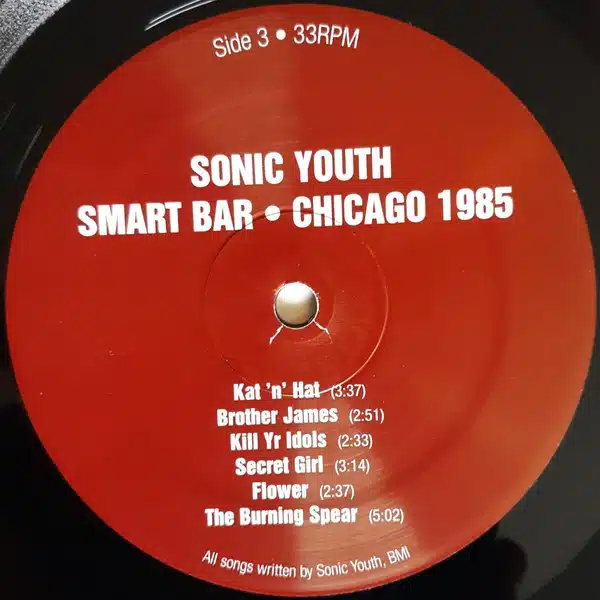 Side 3 • 33RPM
SONIC YOUTH
SMART BAR • CHICAGO 1985
Kat 'n' Hat (3:37)
Brother James (2:51)
Kill Yr Idols (2:33)
Secret Girl (3:14)
Flower (2:37)
The Burning Spear (5:02)
All songs written by Sonic Youth, BMI